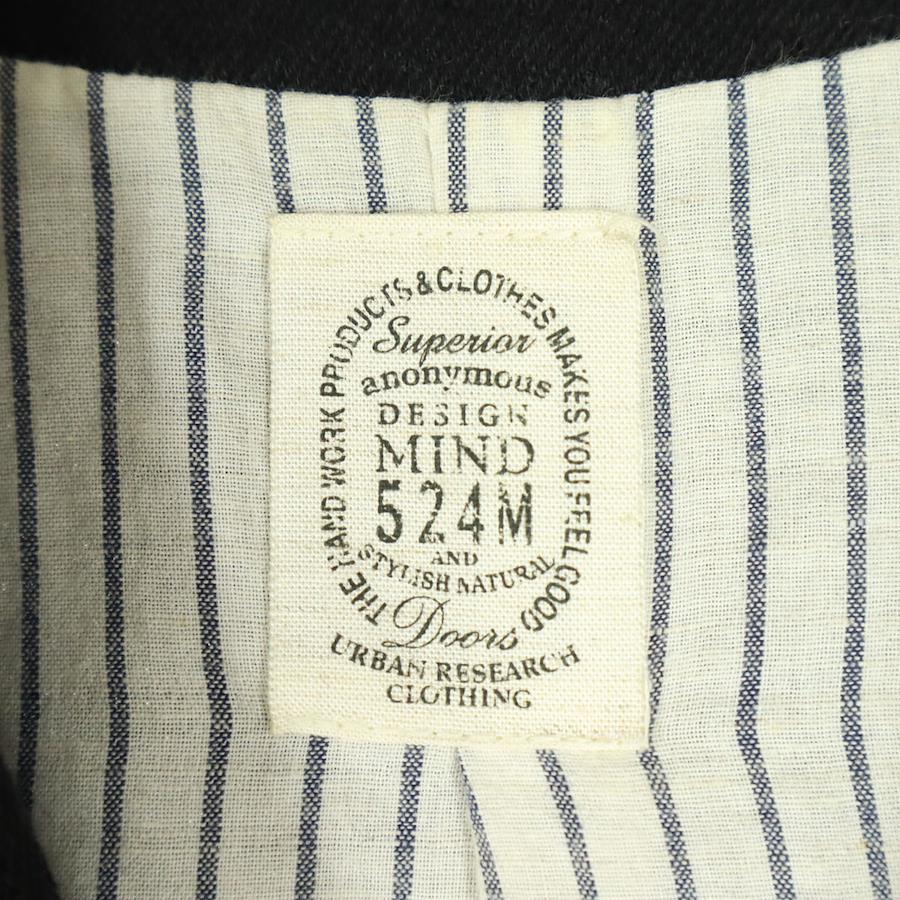 THE HAND WORK PRODUCTS & CLOTHES MAKES YOU FEEL GOOD
Superior
anonymous
DESIGN
MIND
524M
AND
STYLISH NATURAL
Doors
URBAN RESEARCH
CLOTHING